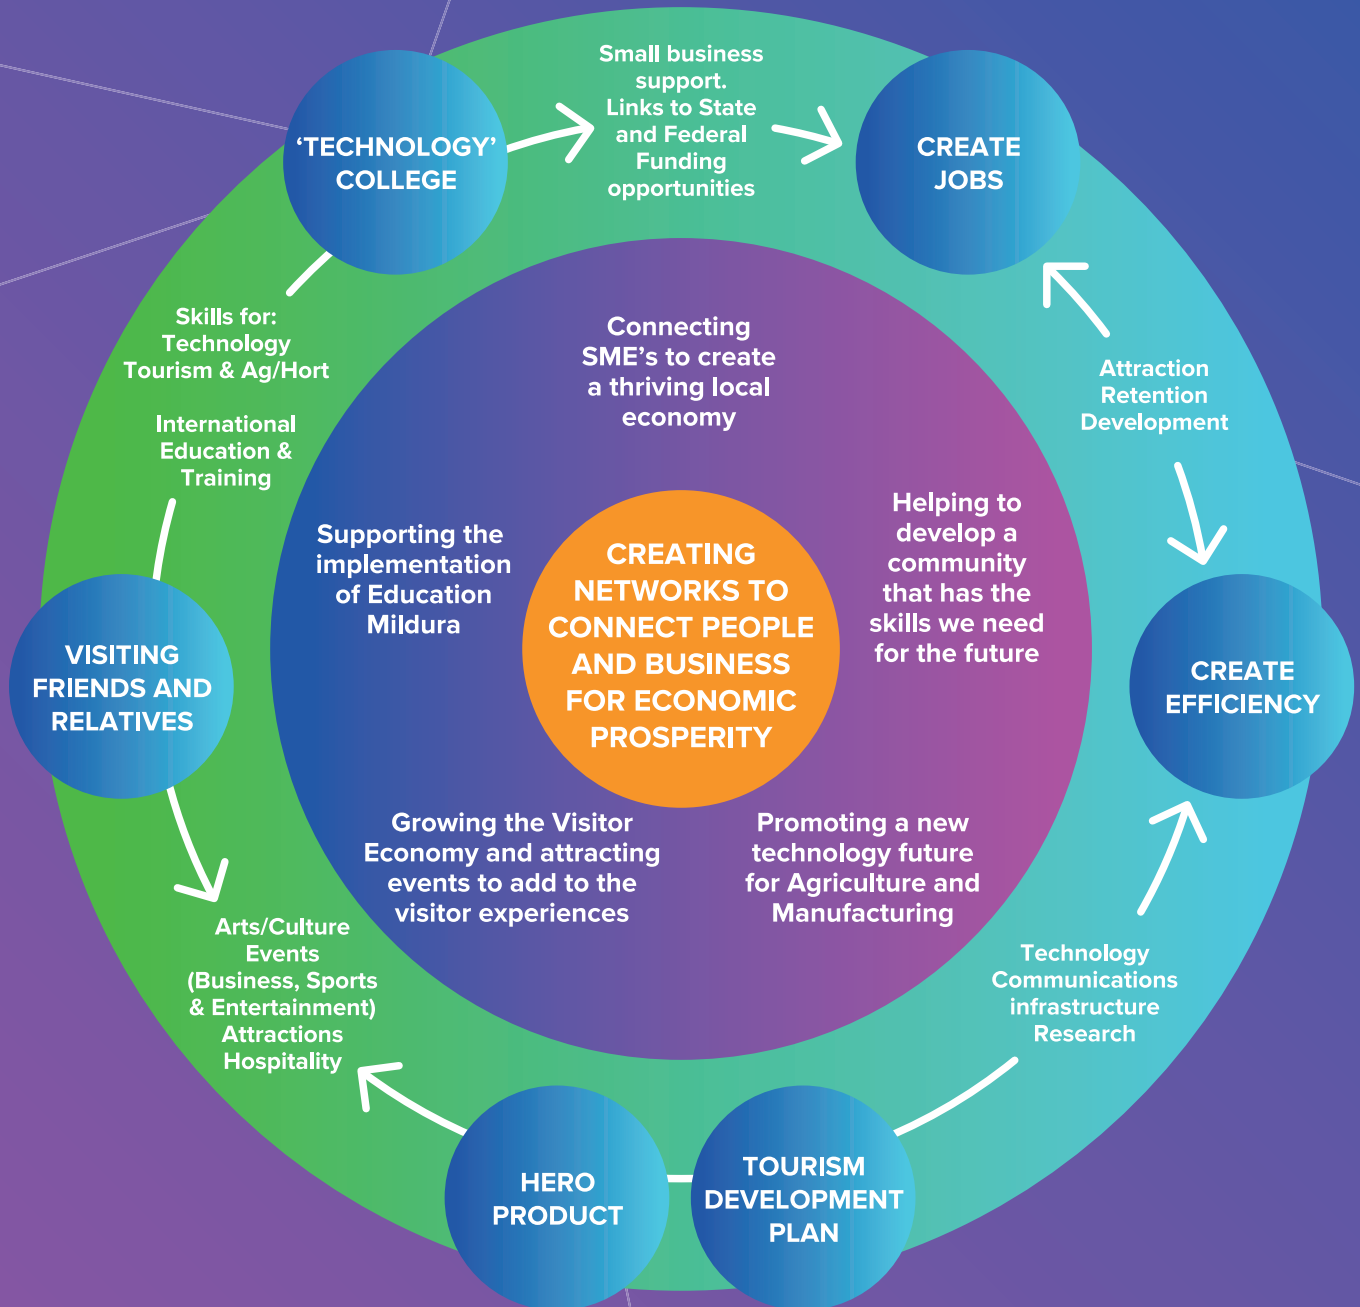 Small business
support.
Links to State
and Federal
Funding
opportunities
‘TECHNOLOGY’
COLLEGE
CREATE
JOBS
Skills for:
Technology
Tourism & Ag/Hort
International
Education &
Training
Attraction
Retention
Development
VISITING
FRIENDS AND
RELATIVES
CREATE
EFFICIENCY
Arts/Culture
Events
(Business, Sports
& Entertainment)
Attractions
Hospitality
Technology
Communications
infrastructure
Research
HERO
PRODUCT
TOURISM
DEVELOPMENT
PLAN
Connecting
SME's to create
a thriving local
economy
Supporting the
implementation
of Education
Mildura
Helping to
develop a
community
that has the
skills we need
for the future
Growing the Visitor
Economy and attracting
events to add to the
visitor experiences
Promoting a new
technology future
for Agriculture and
Manufacturing
CREATING
NETWORKS TO
CONNECT PEOPLE
AND BUSINESS
FOR ECONOMIC
PROSPERITY